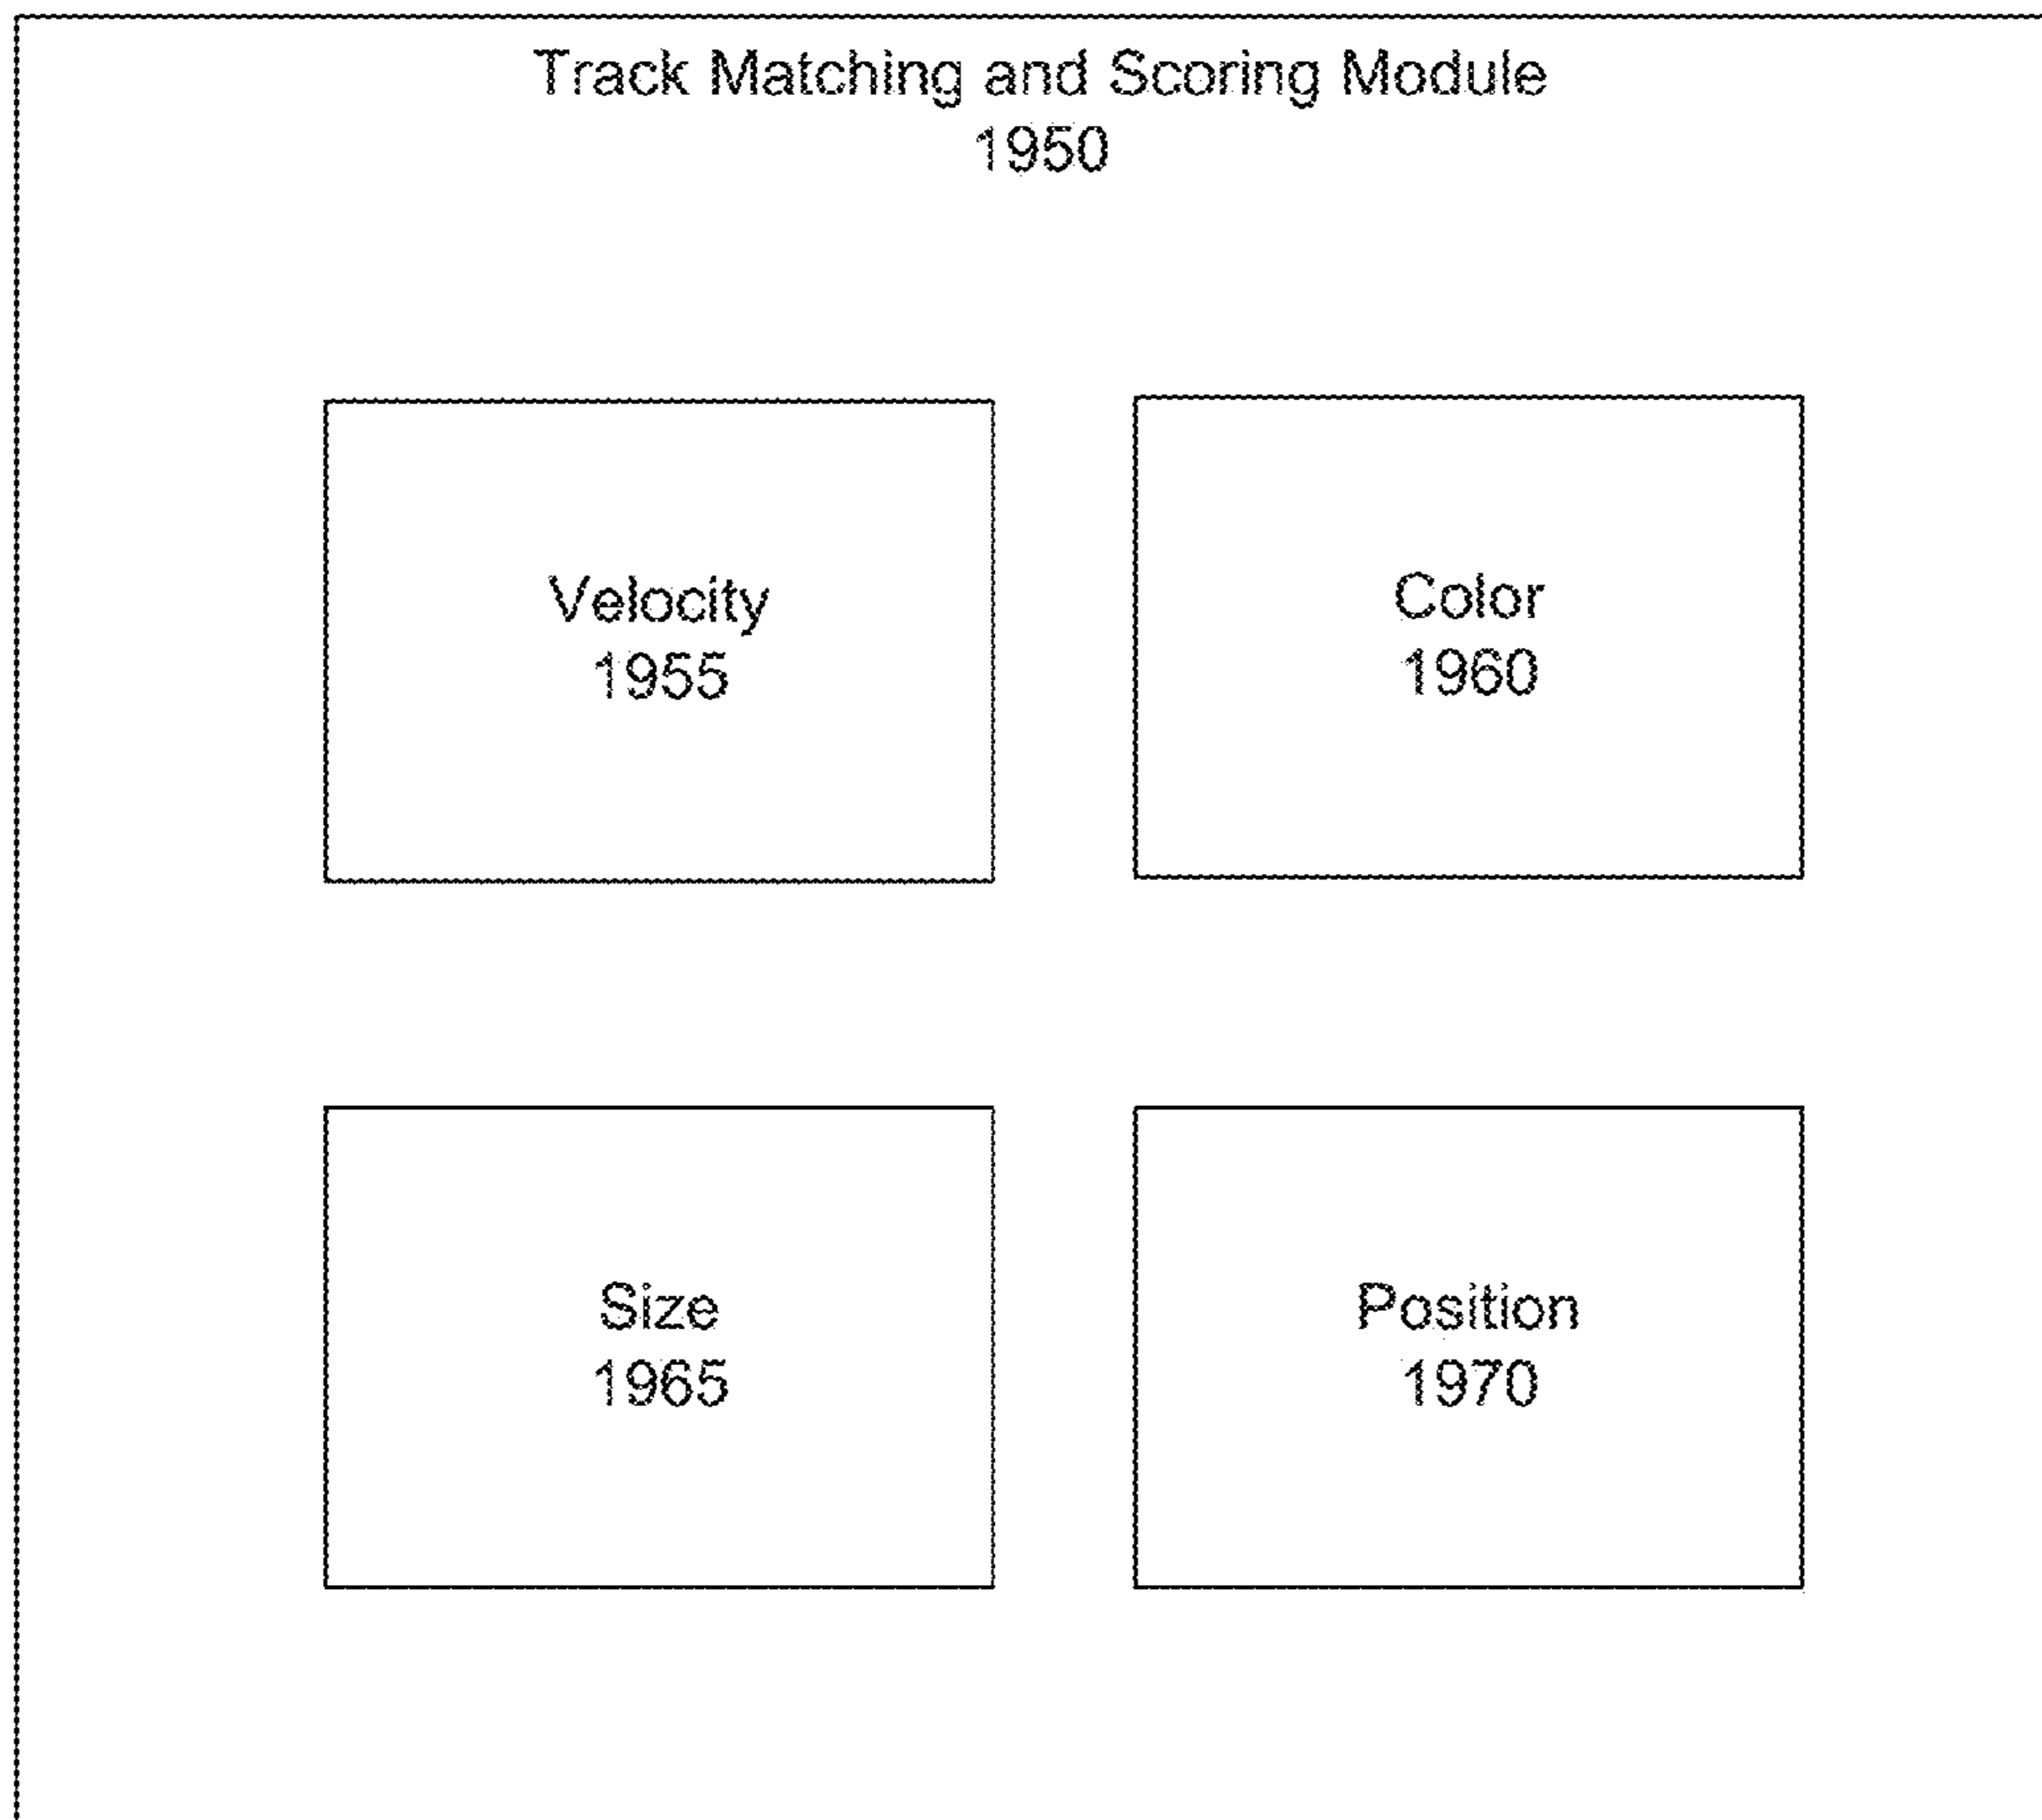 Track Matching and Scoring Module
1950
Velocity
1955
Color
1960
Size
1965
Position
1970